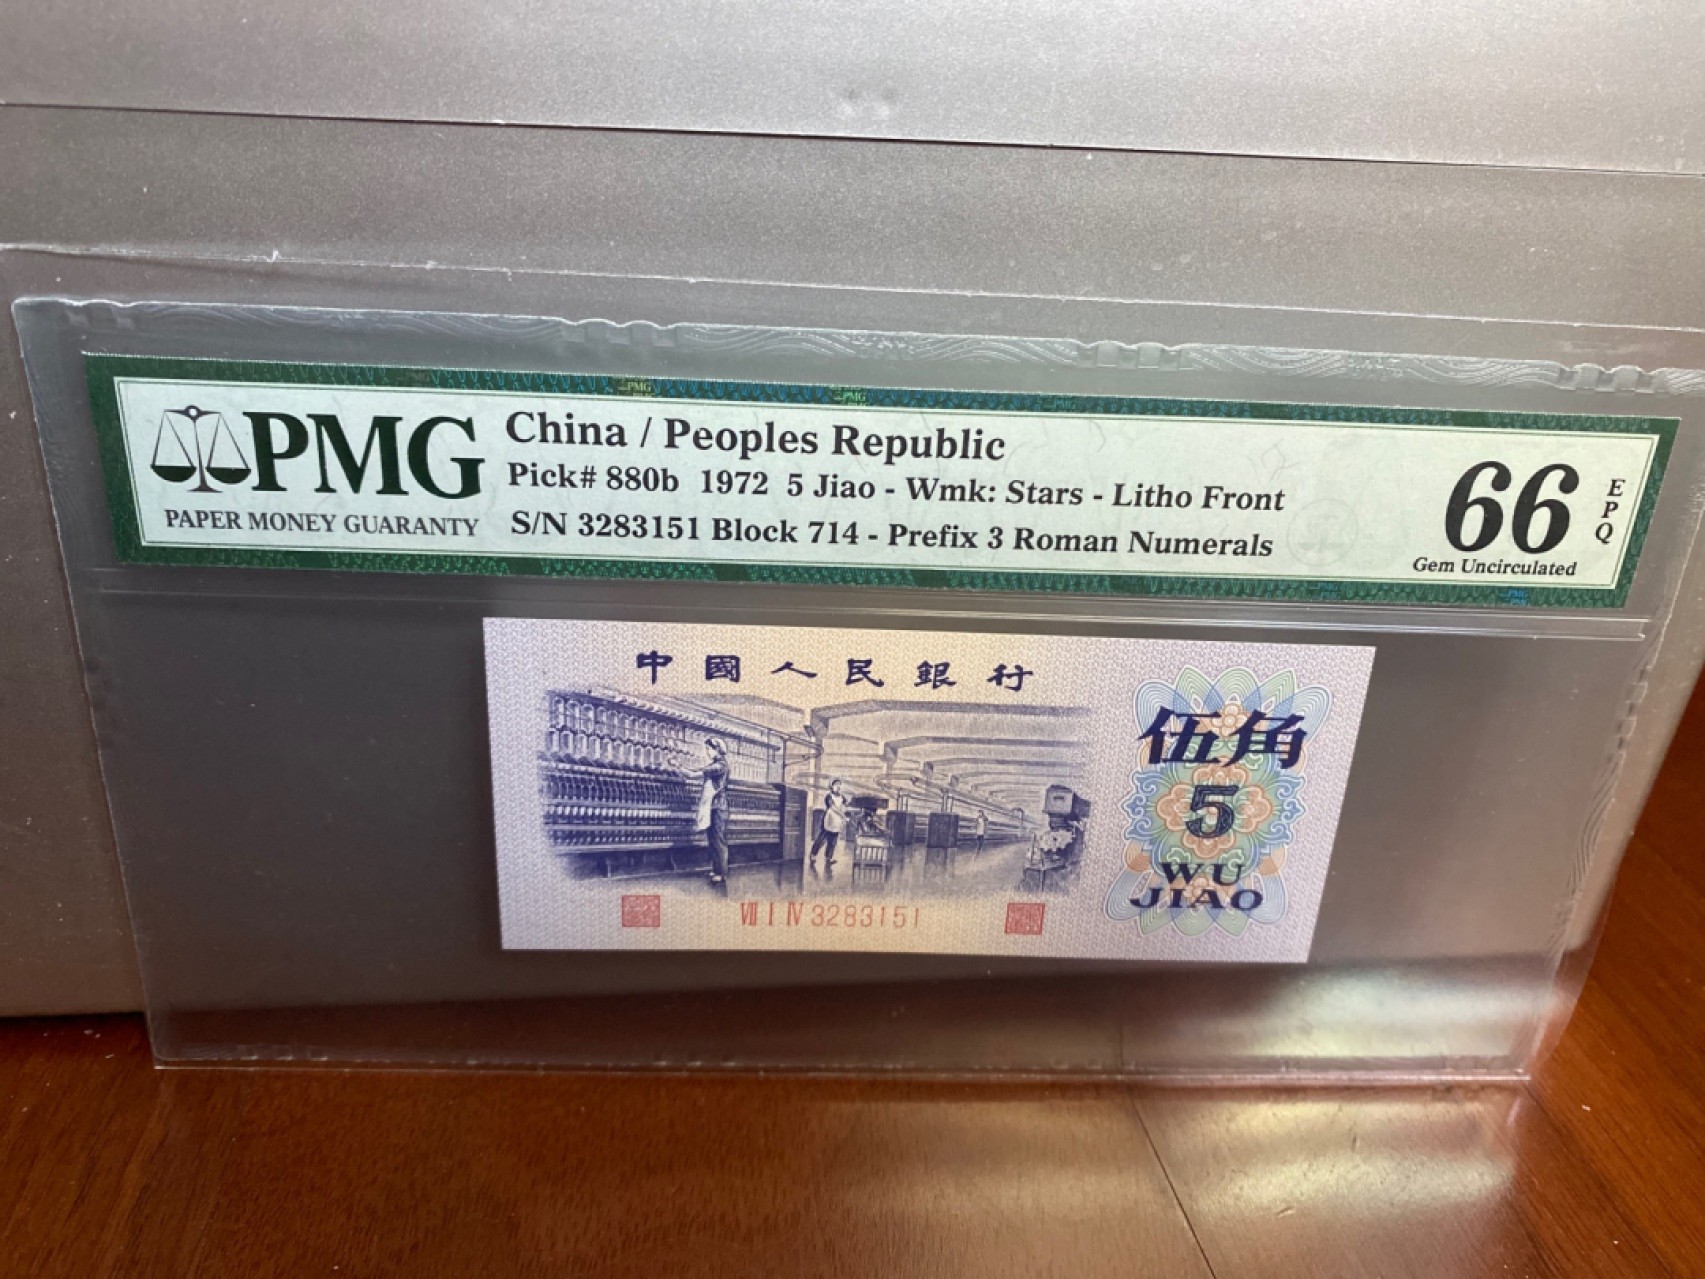 PMG
PAPER MONEY GUARANTY
China / Peoples Republic
Pick# 880b 1972 5 Jiao - Wmk: Stars - Litho Front
S/N 3283151 Block 714 - Prefix 3 Roman Numerals
66
EPQ
Gem Uncirculated
中國人民銀行
伍角
5
WU
JIAO
Ⅶ Ⅰ Ⅳ 3283151